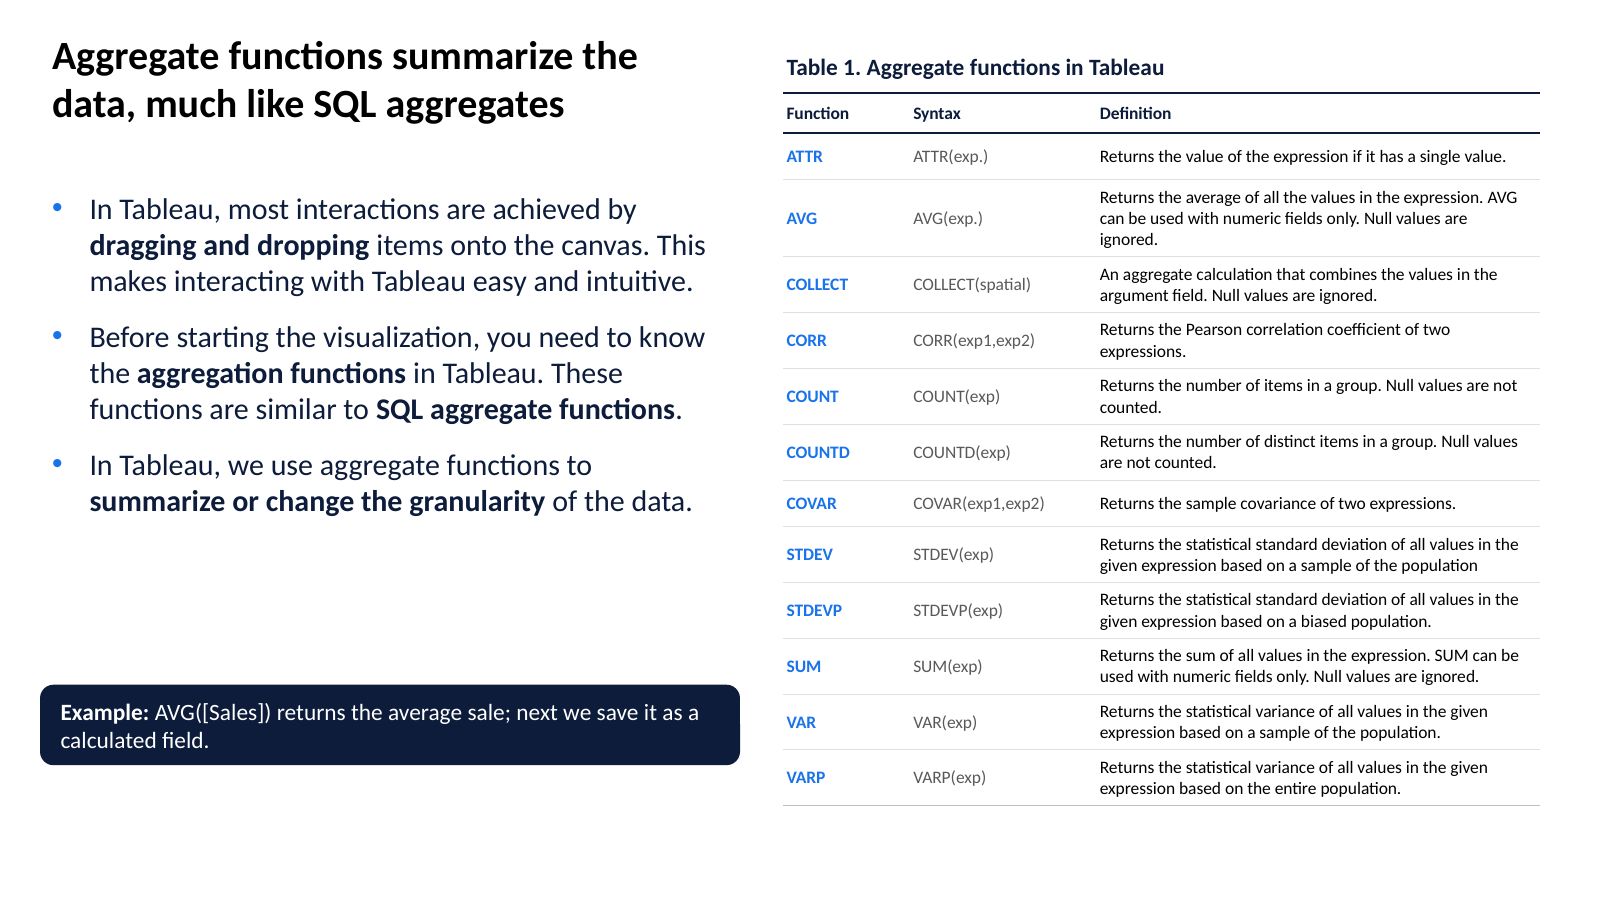 Aggregate functions summarize the
data, much like SQL aggregates
• In Tableau, most interactions are achieved by
dragging and dropping items onto the canvas. This
makes interacting with Tableau easy and intuitive.
• Before starting the visualization, you need to know
the aggregation functions in Tableau. These
functions are similar to SQL aggregate functions.
• In Tableau, we use aggregate functions to
summarize or change the granularity of the data.
Example: AVG([Sales]) returns the average sale; next we save it as a
calculated field.
Table 1. Aggregate functions in Tableau
Function Syntax Definition
ATTR ATTR(exp.) Returns the value of the expression if it has a single value.
AVG AVG(exp.) Returns the average of all the values in the expression. AVG
can be used with numeric fields only. Null values are
ignored.
COLLECT COLLECT(spatial) An aggregate calculation that combines the values in the
argument field. Null values are ignored.
CORR CORR(exp1,exp2) Returns the Pearson correlation coefficient of two
expressions.
COUNT COUNT(exp) Returns the number of items in a group. Null values are not
counted.
COUNTD COUNTD(exp) Returns the number of distinct items in a group. Null values
are not counted.
COVAR COVAR(exp1,exp2) Returns the sample covariance of two expressions.
STDEV STDEV(exp) Returns the statistical standard deviation of all values in the
given expression based on a sample of the population
STDEVP STDEVP(exp) Returns the statistical standard deviation of all values in the
given expression based on a biased population.
SUM SUM(exp) Returns the sum of all values in the expression. SUM can be
used with numeric fields only. Null values are ignored.
VAR VAR(exp) Returns the statistical variance of all values in the given
expression based on a sample of the population.
VARP VARP(exp) Returns the statistical variance of all values in the given
expression based on the entire population.